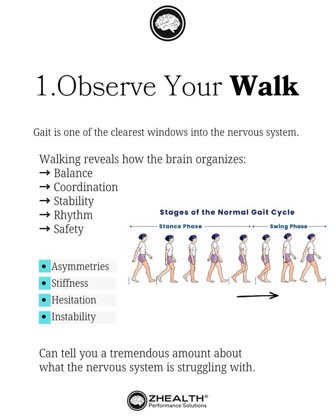 1.Observe Your Walk
Gait is one of the clearest windows into the nervous system.
Walking reveals how the brain organizes:
→ Balance
→ Coordination
→ Stability
→ Rhythm
→ Safety
Stages of the Normal Gait Cycle
Stance Phase
Swing Phase
• Asymmetries
• Stiffness
• Hesitation
• Instability
Can tell you a tremendous amount about
what the nervous system is struggling with.
ZHEALTH®
Performance Solutions